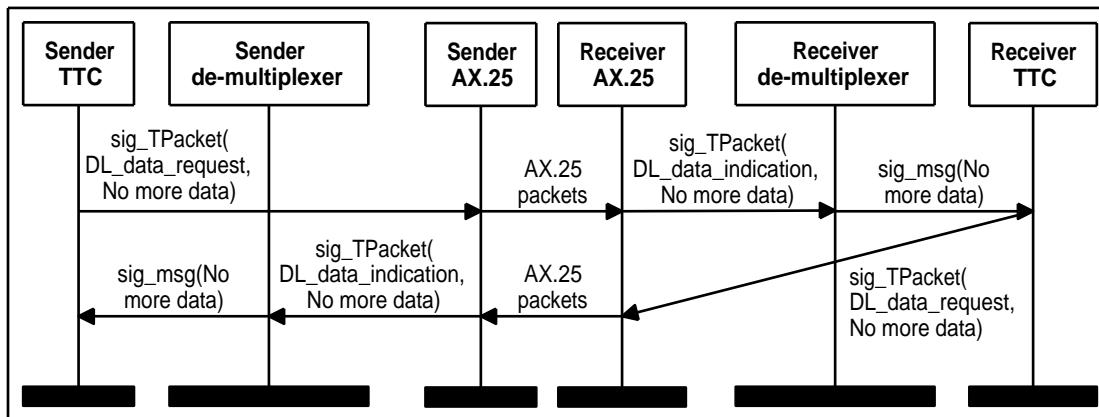 Sender
TTC
Sender
de-multiplexer
Sender
AX.25
Receiver
AX.25
Receiver
de-multiplexer
Receiver
TTC
sig_TPacket(
DL_data_request,
No more data)
AX.25
packets
sig_TPacket(
DL_data_indication,
No more data)
sig_msg(No
more data)
sig_msg(No
more data)
sig_TPacket(
DL_data_indication,
No more data)
AX.25
packets
sig_TPacket(
DL_data_request,
No more data)